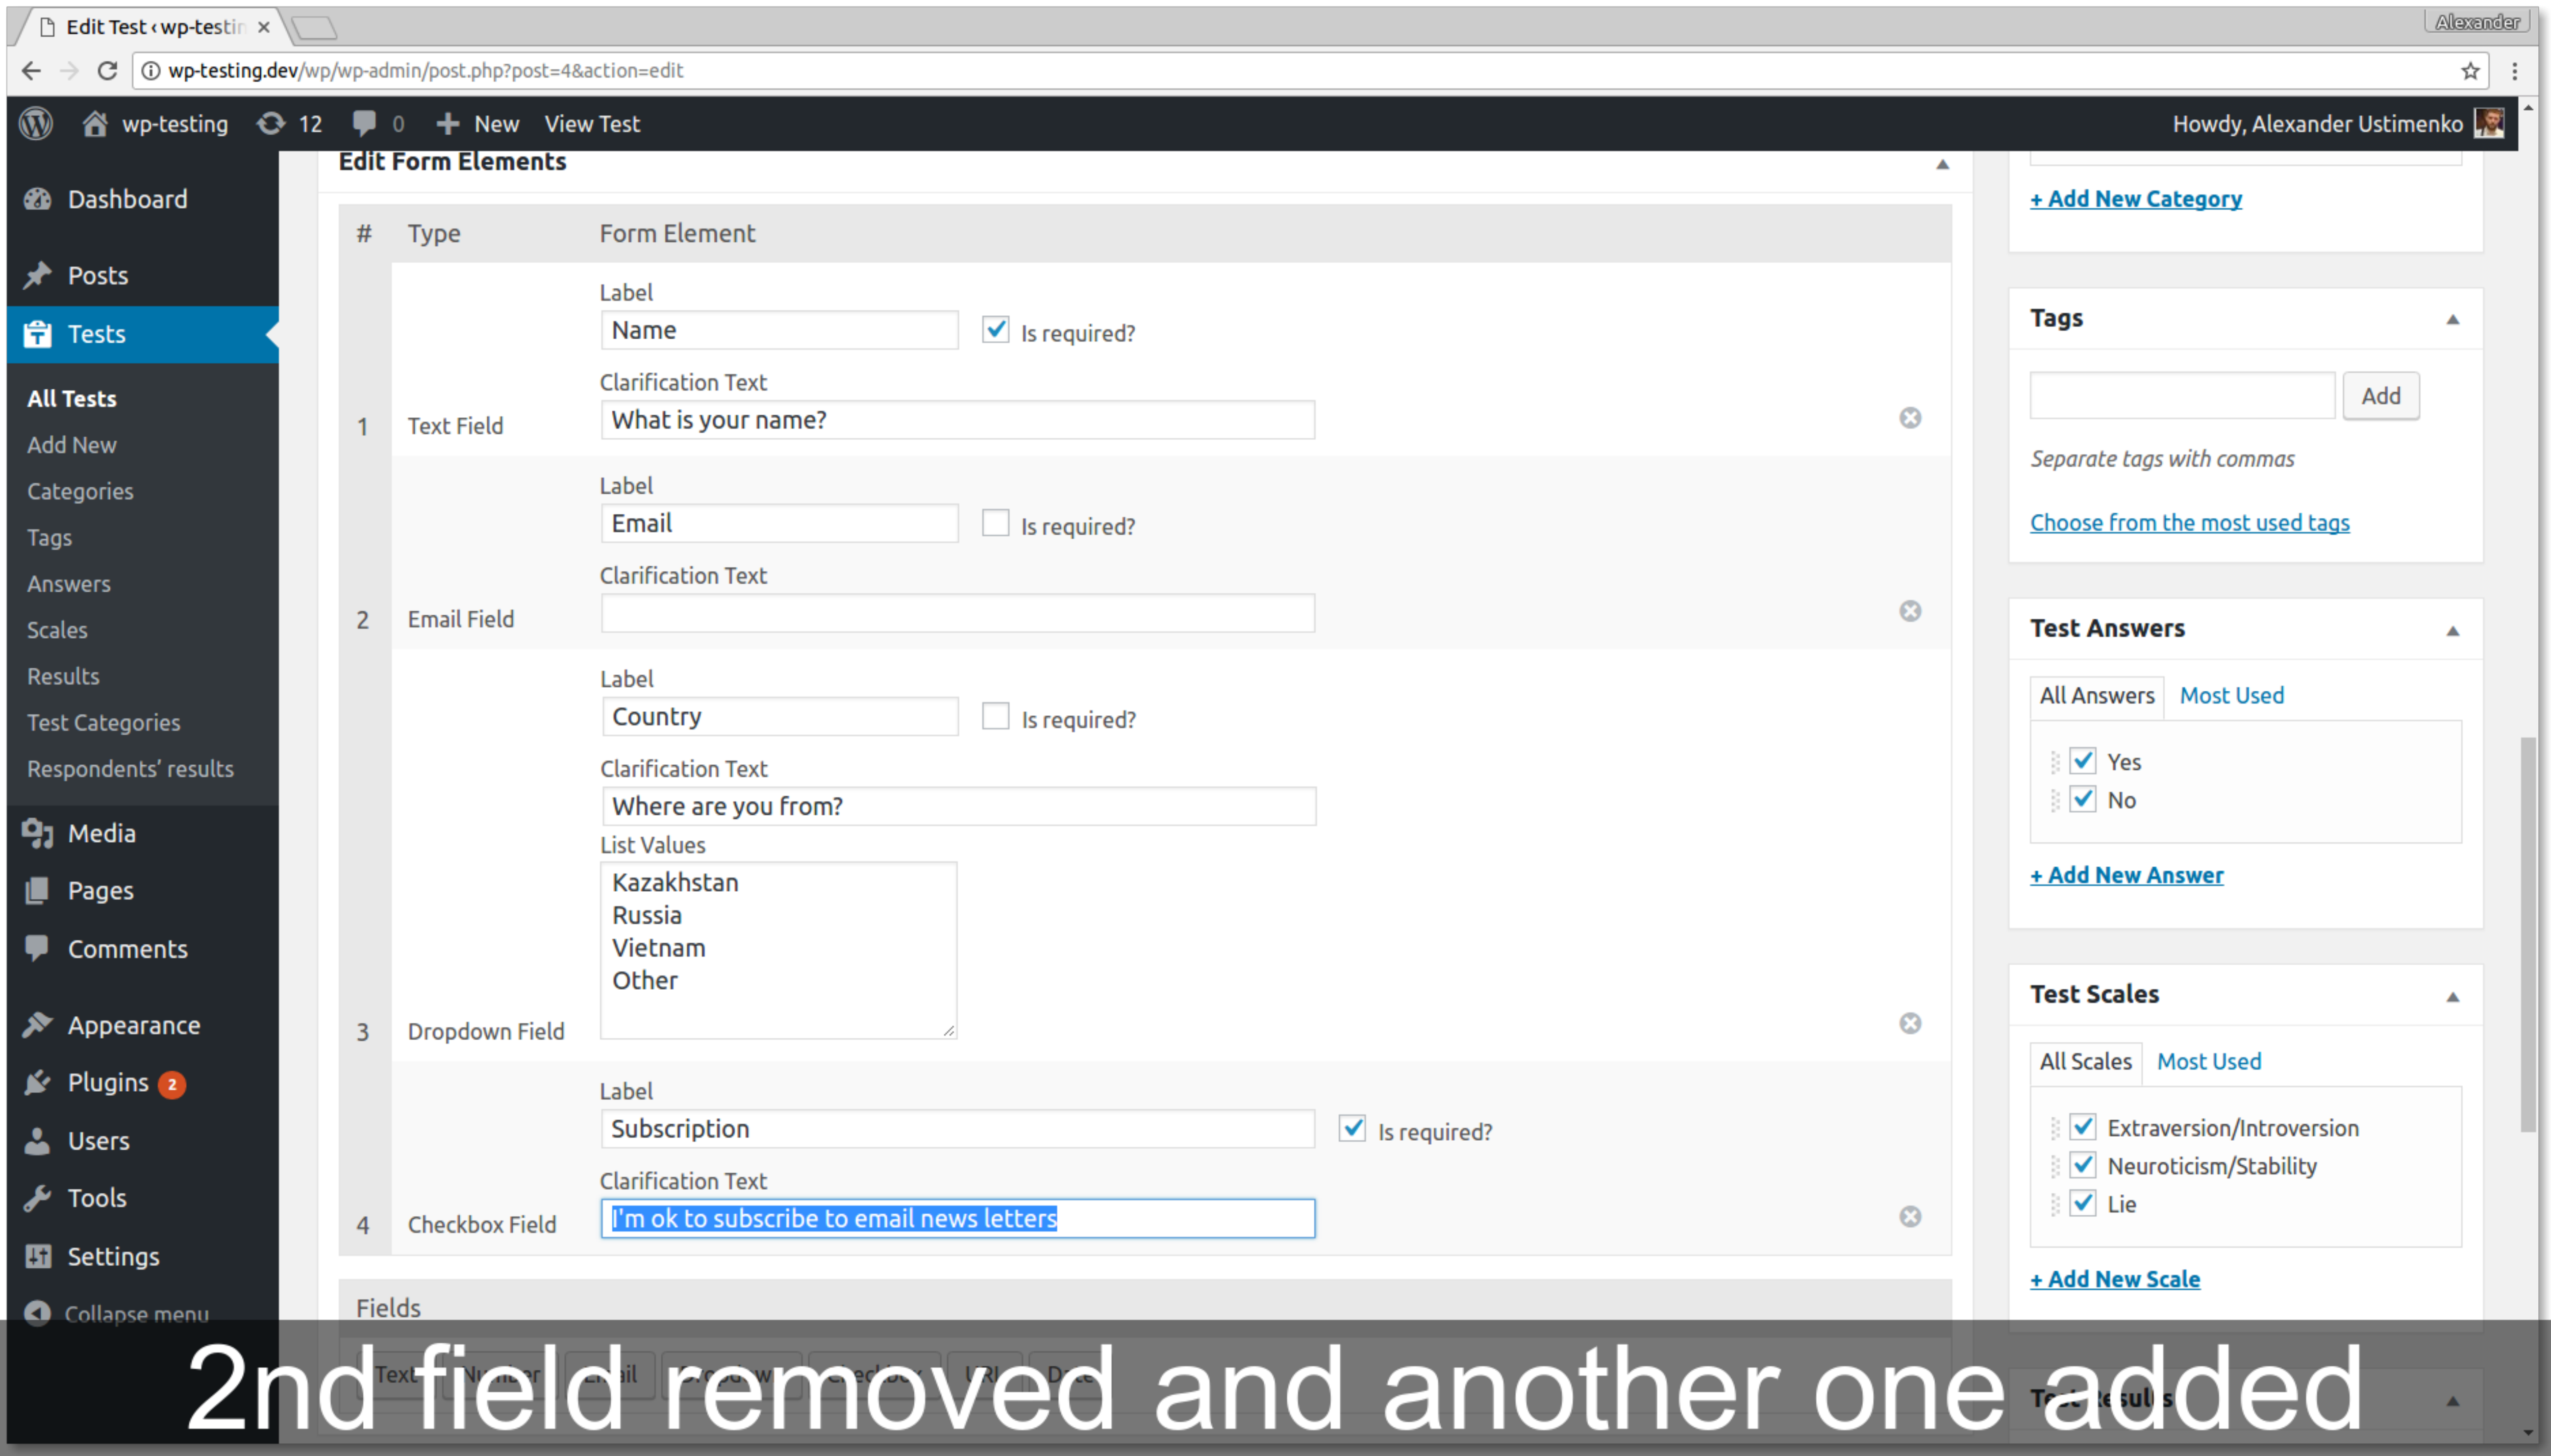 Edit Test ‹ wp-testin
Alexander
wp-testing.dev/wp/wp-admin/post.php?post=4&action=edit
wp-testing 12 0 New View Test
Howdy, Alexander Ustimenko
Dashboard
Posts
Tests
All Tests
Add New
Categories
Tags
Answers
Scales
Results
Test Categories
Respondents’ results
Media
Pages
Comments
Appearance
Plugins 2
Users
Tools
Settings
Collapse menu
Edit Form Elements
# Type Form Element
Label
Name Is required?
Clarification Text
1 Text Field What is your name?
Label
Email Is required?
Clarification Text
2 Email Field
Label
Country Is required?
Clarification Text
Where are you from?
List Values
Kazakhstan
Russia
Vietnam
Other
3 Dropdown Field
Label
Subscription Is required?
Clarification Text
4 Checkbox Field I'm ok to subscribe to email news letters
Fields
+ Add New Category
Tags
Add
Separate tags with commas
Choose from the most used tags
Test Answers
All Answers Most Used
Yes
No
+ Add New Answer
Test Scales
All Scales Most Used
Extraversion/Introversion
Neuroticism/Stability
Lie
+ Add New Scale
Test Results
2nd field removed and another one added